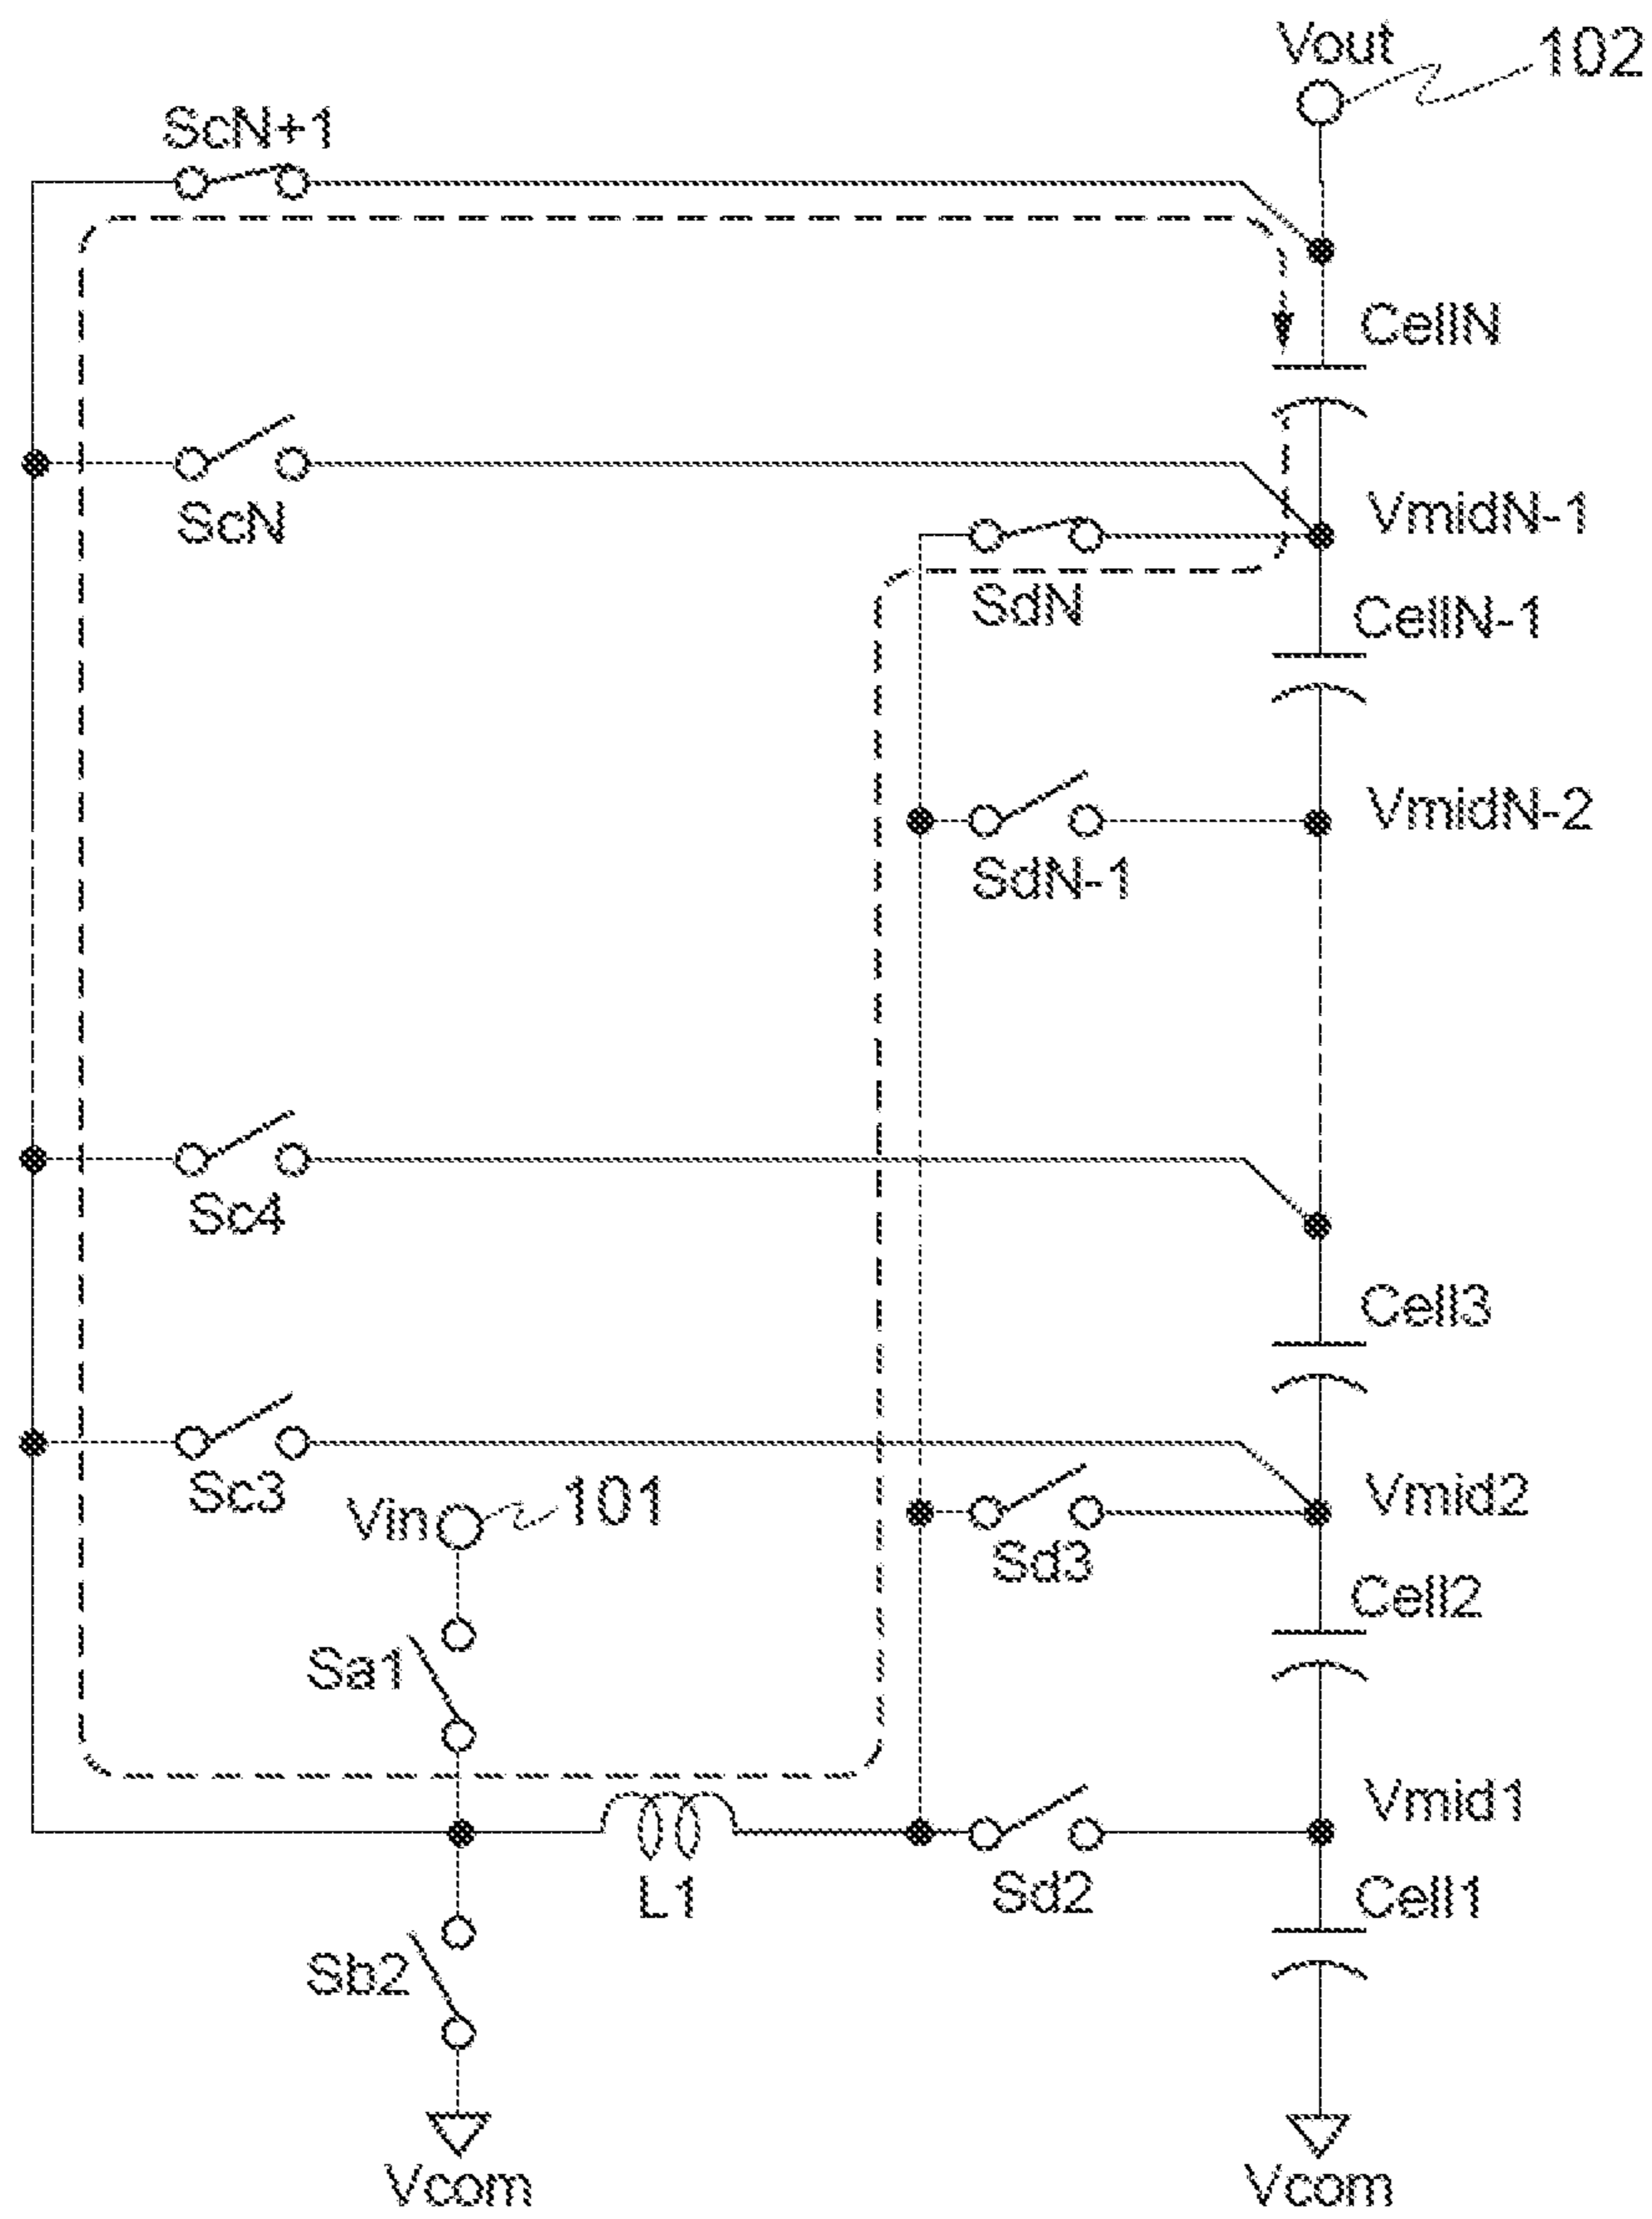 Vout
102
ScN+1
CellN
ScN
VmidN-1
SdN
CellN-1
VmidN-2
SdN-1
Sc4
Cell3
Sc3
Vin
101
Vmid2
Sd3
Cell2
Sa1
Vmid1
L1
Sd2
Cell1
Sb2
Vcom
Vcom